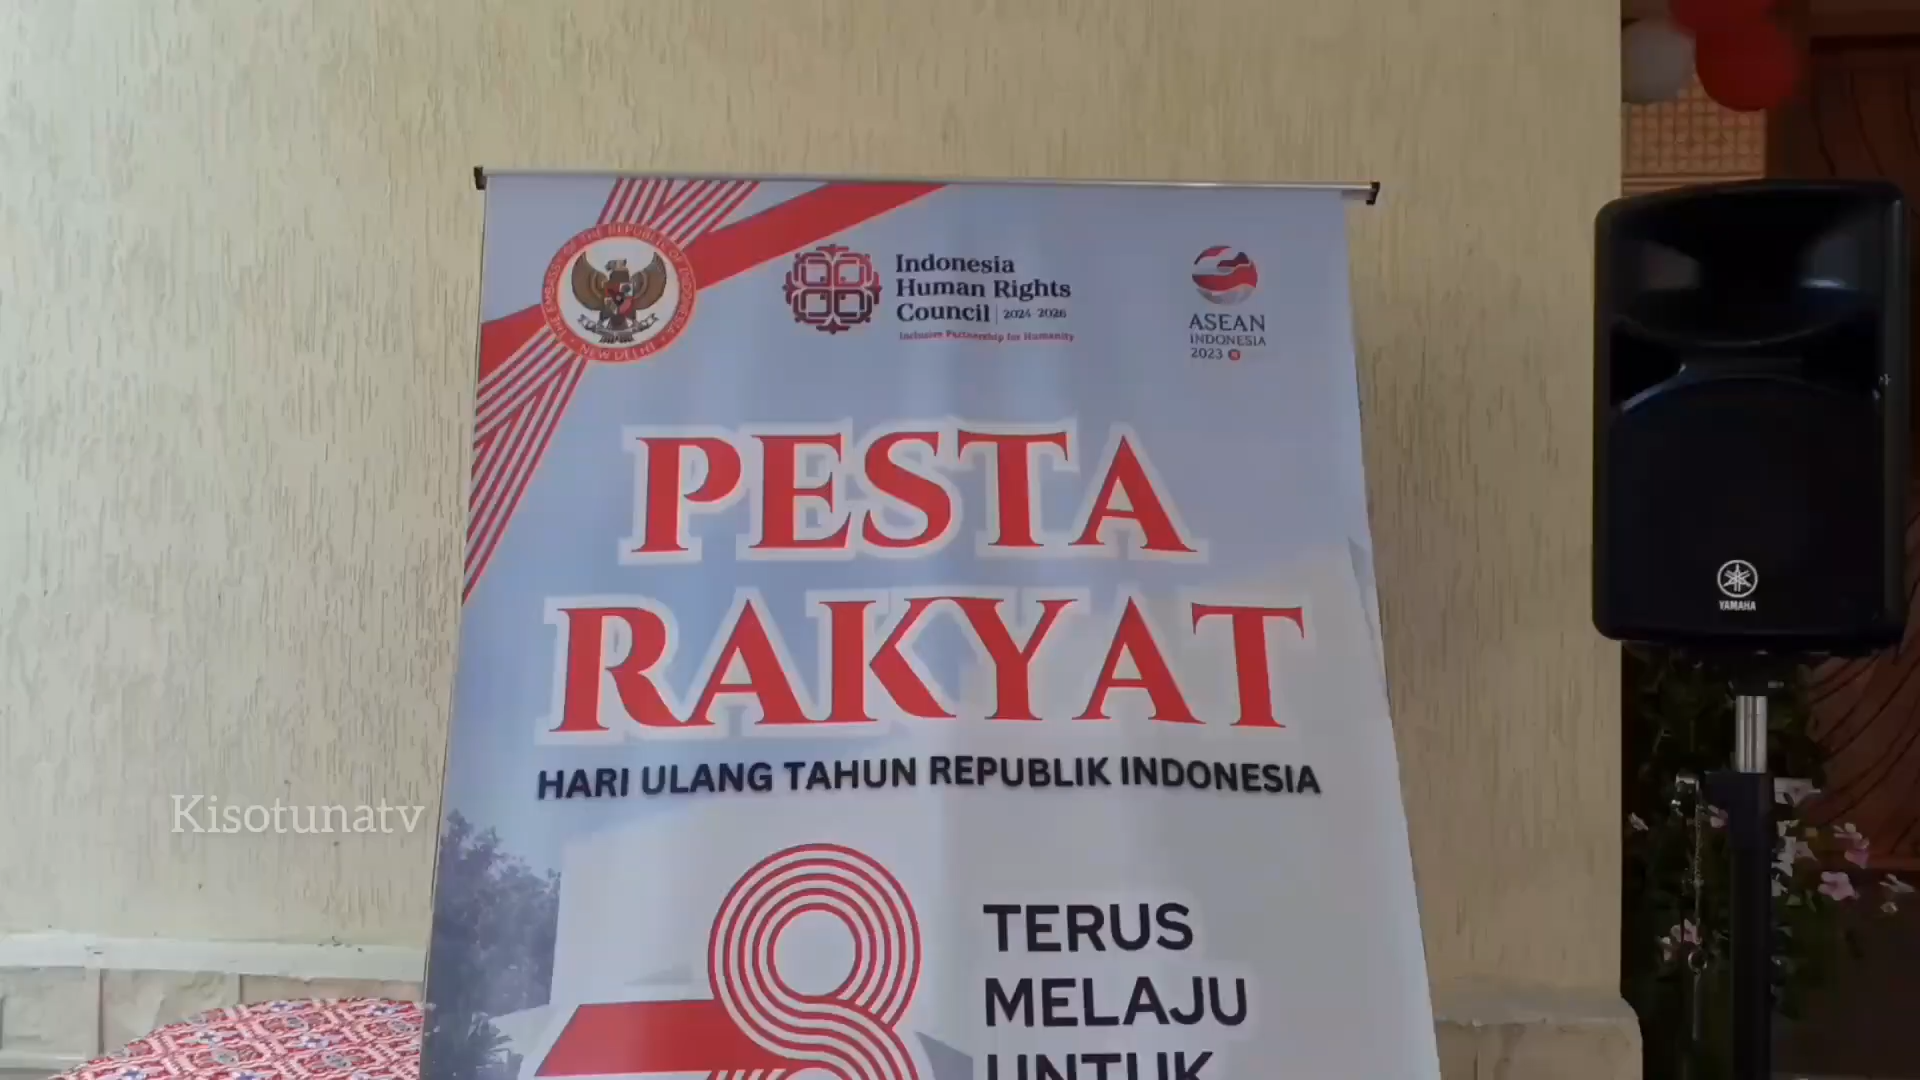 THE EMBASSY OF THE REPUBLIC OF INDONESIA
NEW DELHI
Indonesia
Human Rights
Council | 2024-2026
Inclusive Partnership for Humanity
ASEAN
INDONESIA
2023
PESTA
RAKYAT
HARI ULANG TAHUN REPUBLIK INDONESIA
TERUS
MELAJU
UNTUK
YAMAHA
Kisotunatv